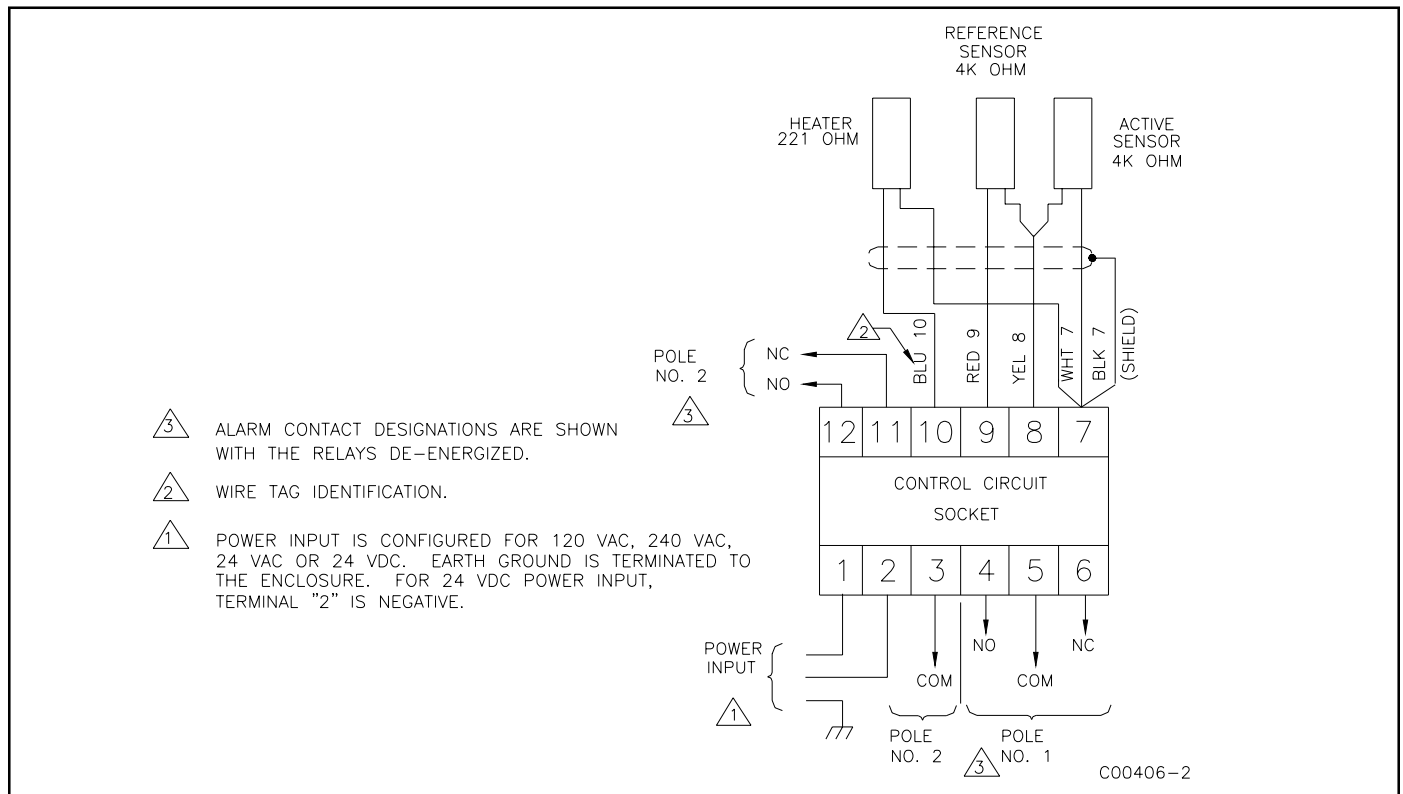 REFERENCE
SENSOR
4K OHM
HEATER
221 OHM
ACTIVE
SENSOR
4K OHM
2
BLU 10
RED 9
YEL 8
WHT 7
BLK 7
(SHIELD)
POLE
NO. 2
NC
NO
3
12 11 10 9 8 7
CONTROL CIRCUIT
SOCKET
1 2 3 4 5 6
3 ALARM CONTACT DESIGNATIONS ARE SHOWN
WITH THE RELAYS DE-ENERGIZED.
2 WIRE TAG IDENTIFICATION.
1 POWER INPUT IS CONFIGURED FOR 120 VAC, 240 VAC,
24 VAC OR 24 VDC. EARTH GROUND IS TERMINATED TO
THE ENCLOSURE. FOR 24 VDC POWER INPUT,
TERMINAL "2" IS NEGATIVE.
POWER
INPUT
1
NO
NC
COM
COM
POLE
NO. 2
3
POLE
NO. 1
C00406-2